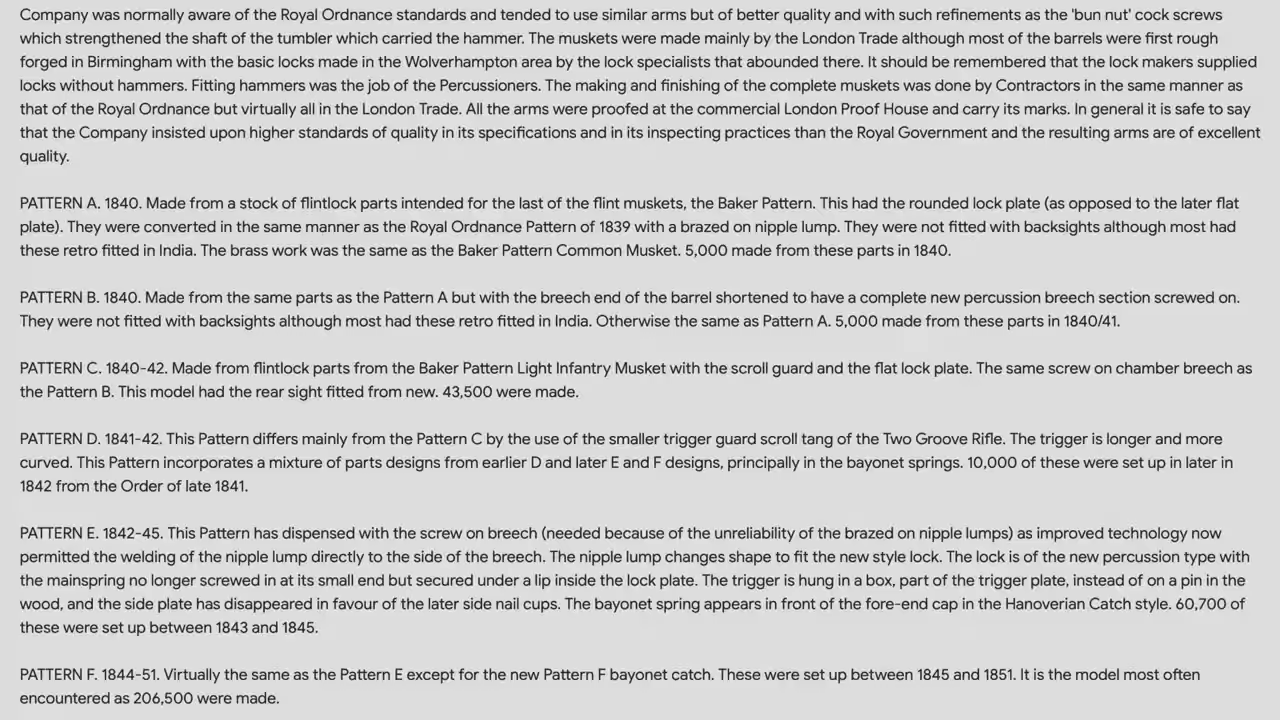 Company was normally aware of the Royal Ordnance standards and tended to use similar arms but of better quality and with such refinements as the 'bun nut' cock screws
which strengthened the shaft of the tumbler which carried the hammer. The muskets were made mainly by the London Trade although most of the barrels were first rough
forged in Birmingham with the basic locks made in the Wolverhampton area by the lock specialists that abounded there. It should be remembered that the lock makers supplied
locks without hammers. Fitting hammers was the job of the Percussioners. The making and finishing of the complete muskets was done by Contractors in the same manner as
that of the Royal Ordnance but virtually all in the London Trade. All the arms were proofed at the commercial London Proof House and carry its marks. In general it is safe to say
that the Company insisted upon higher standards of quality in its specifications and in its inspecting practices than the Royal Government and the resulting arms are of excellent
quality.
PATTERN A. 1840. Made from a stock of flintlock parts intended for the last of the flint muskets, the Baker Pattern. This had the rounded lock plate (as opposed to the later flat
plate). They were converted in the same manner as the Royal Ordnance Pattern of 1839 with a brazed on nipple lump. They were not fitted with backsights although most had
these retro fitted in India. The brass work was the same as the Baker Pattern Common Musket. 5,000 made from these parts in 1840.
PATTERN B. 1840. Made from the same parts as the Pattern A but with the breech end of the barrel shortened to have a complete new percussion breech section screwed on.
They were not fitted with backsights although most had these retro fitted in India. Otherwise the same as Pattern A. 5,000 made from these parts in 1840/41.
PATTERN C. 1840-42. Made from flintlock parts from the Baker Pattern Light Infantry Musket with the scroll guard and the flat lock plate. The same screw on chamber breech as
the Pattern B. This model had the rear sight fitted from new. 43,500 were made.
PATTERN D. 1841-42. This Pattern differs mainly from the Pattern C by the use of the smaller trigger guard scroll tang of the Two Groove Rifle. The trigger is longer and more
curved. This Pattern incorporates a mixture of parts designs from earlier D and later E and F designs, principally in the bayonet springs. 10,000 of these were set up in later in
1842 from the Order of late 1841.
PATTERN E. 1842-45. This Pattern has dispensed with the screw on breech (needed because of the unreliability of the brazed on nipple lumps) as improved technology now
permitted the welding of the nipple lump directly to the side of the breech. The nipple lump changes shape to fit the new style lock. The lock is of the new percussion type with
the mainspring no longer screwed in at its small end but secured under a lip inside the lock plate. The trigger is hung in a box, part of the trigger plate, instead of on a pin in the
wood, and the side plate has disappeared in favour of the later side nail cups. The bayonet spring appears in front of the fore-end cap in the Hanoverian Catch style. 60,700 of
these were set up between 1843 and 1845.
PATTERN F. 1844-51. Virtually the same as the Pattern E except for the new Pattern F bayonet catch. These were set up between 1845 and 1851. It is the model most often
encountered as 206,500 were made.